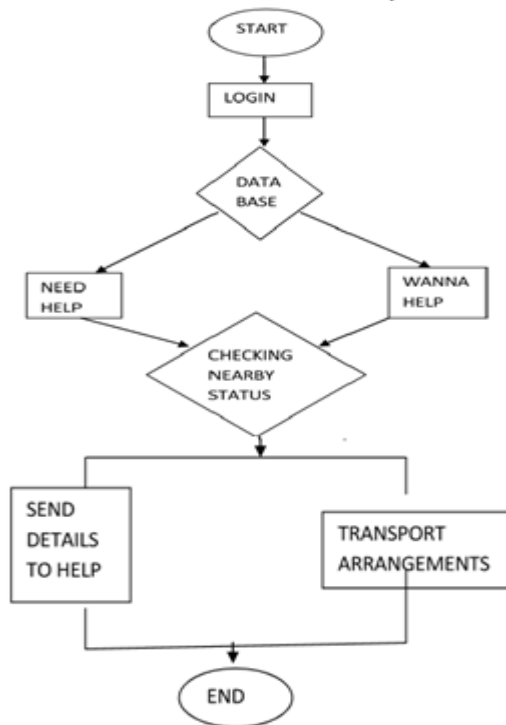 START
LOGIN
DATA
BASE
NEED
HELP
WANNA
HELP
CHECKING
NEARBY
STATUS
SEND
DETAILS
TO HELP
TRANSPORT
ARRANGEMENTS
END